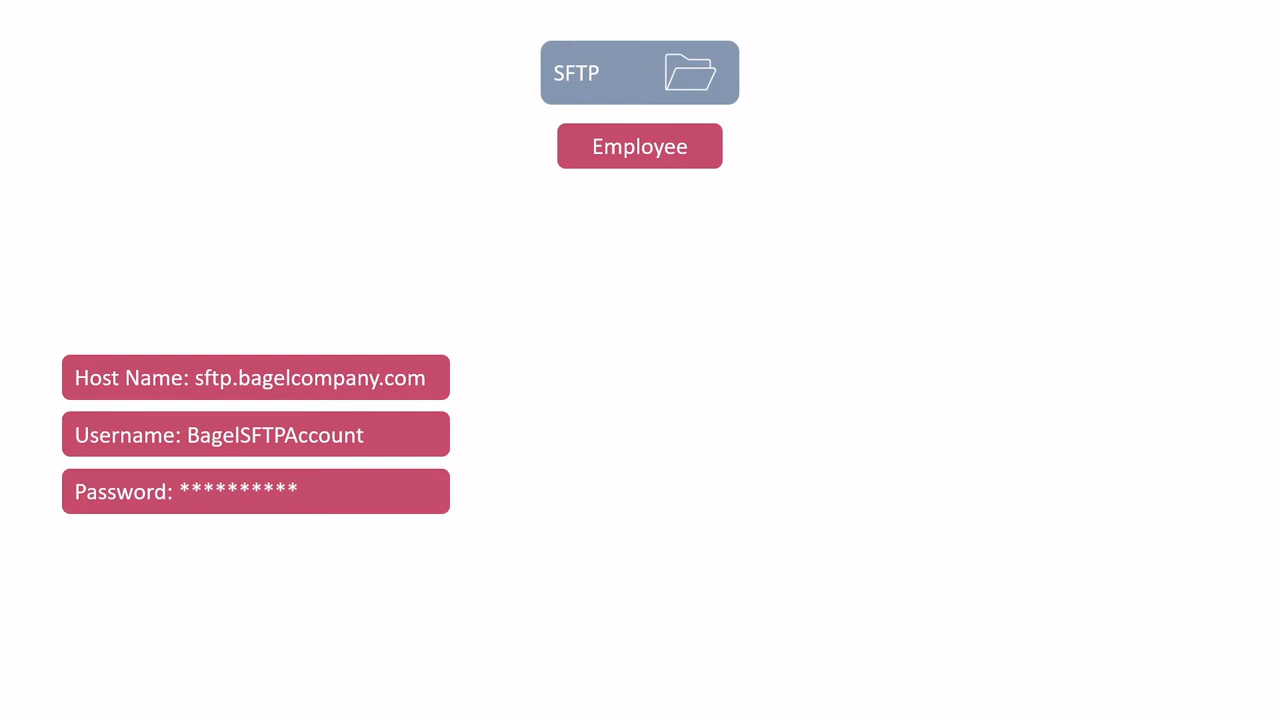 SFTP
Employee
Host Name: sftp.bagelcompany.com
Username: BagelSFTPAccount
Password: **********